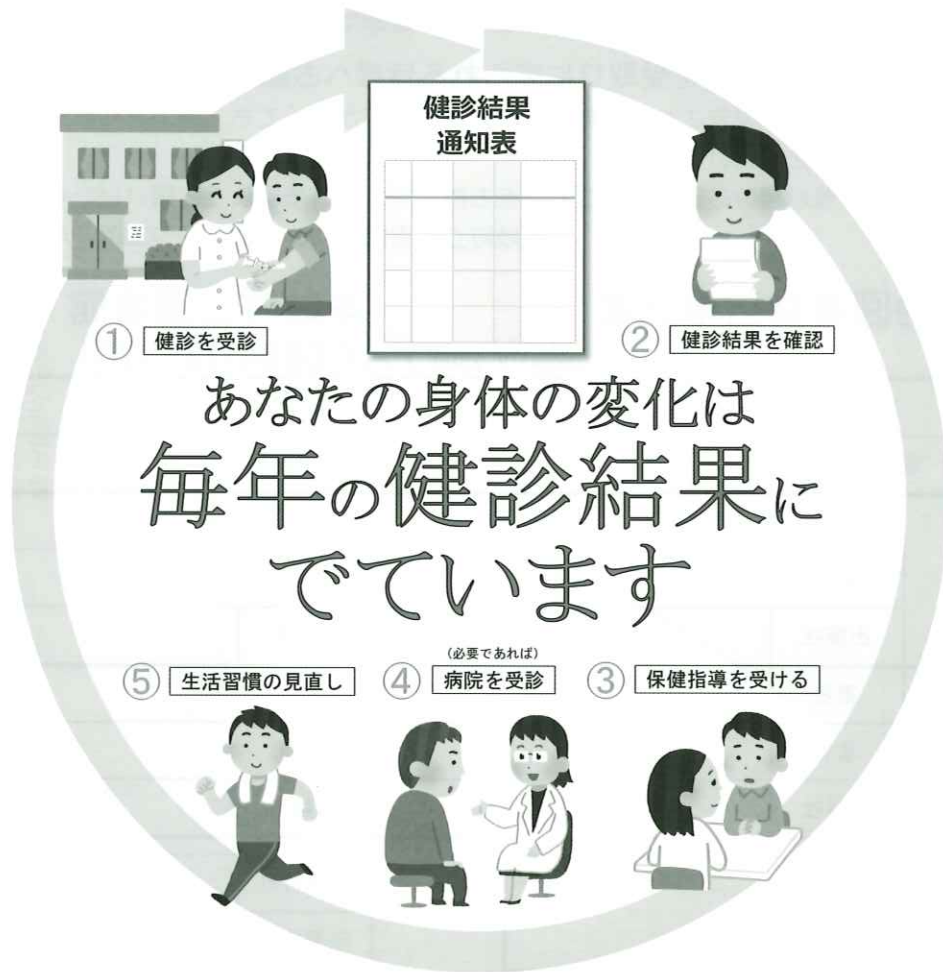 健診結果
通知表
① 健診を受診
② 健診結果を確認
あなたの身体の変化は
毎年の健診結果に
でています
(必要であれば)
⑤ 生活習慣の見直し
④ 病院を受診
③ 保健指導を受ける